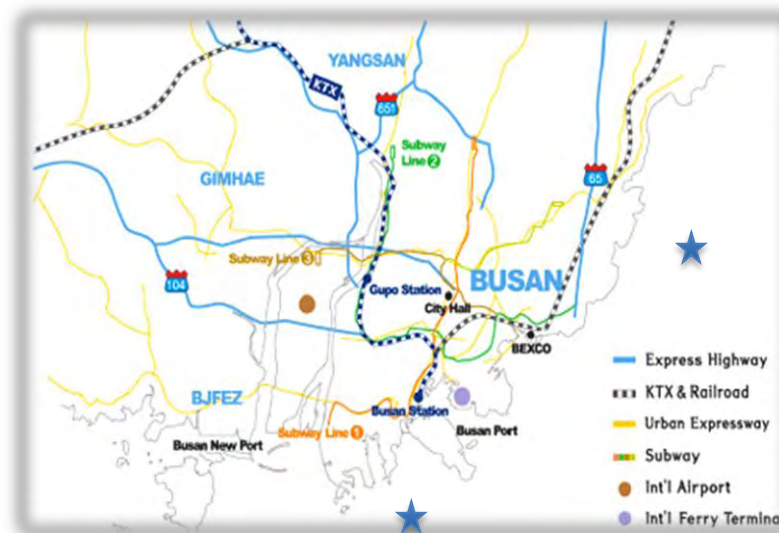 YANGSAN
KTX
651
Subway
Line 2
GIMHAE
65
Subway Line 3
104
Gupo Station
BUSAN
City Hall
BEXCO
BJFEZ
Busan Station
Busan New Port
Subway Line 1
Busan Port
Express Highway
KTX & Railroad
Urban Expressway
Subway
Int'l Airport
Int'l Ferry Termina